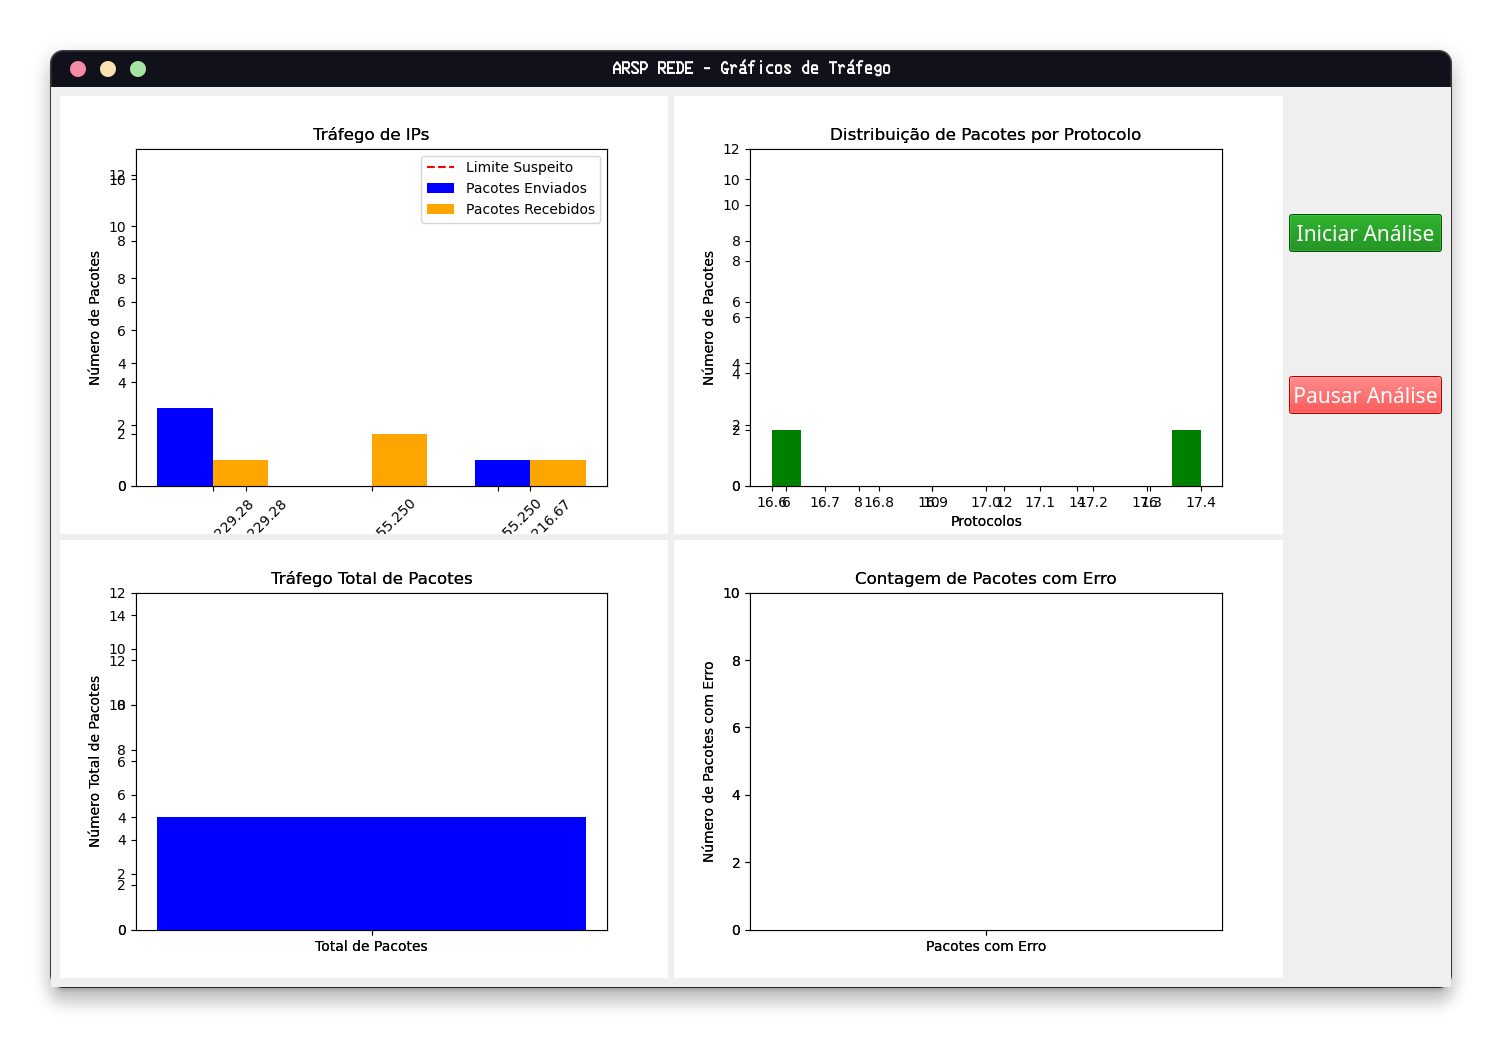 ARSP REDE - Gráficos de Tráfego
Tráfego de IPs
Limite Suspeito
Pacotes Enviados
Pacotes Recebidos
Número de Pacotes
12
10
10
8
8
6
6
4
4
2
2
0
229.28
229.28
55.250
55.250
216.67
Distribuição de Pacotes por Protocolo
Número de Pacotes
12
10
10
8
8
6
6
4
4
2
2
0
16.6 6 16.7 8 16.8 10 16.9 17.0 12 17.1 14 17.2 16 17.3 17.4
Protocolos
Iniciar Análise
Pausar Análise
Tráfego Total de Pacotes
Número Total de Pacotes
12
14
10
12
10
8
8
6
6
4
4
2
2
0
Total de Pacotes
Contagem de Pacotes com Erro
Número de Pacotes com Erro
10
8
6
4
2
0
Pacotes com Erro